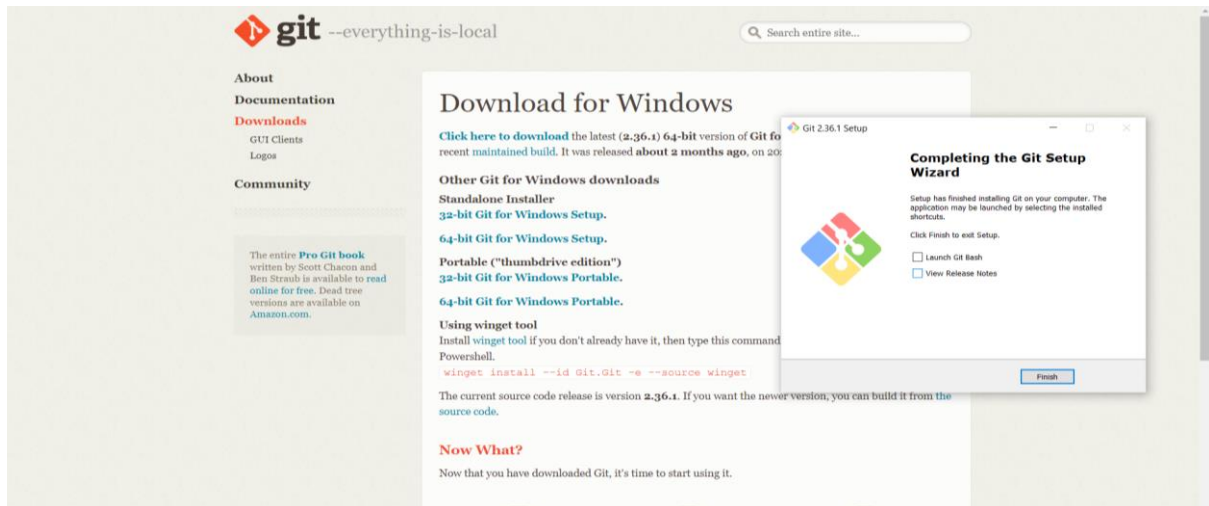 git --everything-is-local
Search entire site...
About
Documentation
Downloads
GUI Clients
Logos
Community
The entire Pro Git book
written by Scott Chacon and
Ben Straub is available to read
online for free. Dead tree
versions are available on
Amazon.com.
Download for Windows
Click here to download the latest (2.36.1) 64-bit version of Git fo
recent maintained build. It was released about 2 months ago, on 20
Other Git for Windows downloads
Standalone Installer
32-bit Git for Windows Setup.
64-bit Git for Windows Setup.
Portable ("thumbdrive edition")
32-bit Git for Windows Portable.
64-bit Git for Windows Portable.
Using winget tool
Install winget tool if you don't already have it, then type this command
Powershell.
winget install --id Git.Git -e --source winget
The current source code release is version 2.36.1. If you want the newer version, you can build it from the
source code.
Now What?
Now that you have downloaded Git, it's time to start using it.
Git 2.36.1 Setup
Completing the Git Setup
Wizard
Setup has finished installing Git on your computer. The
application may be launched by selecting the installed
shortcuts.
Click Finish to exit Setup.
Launch Git Bash
View Release Notes
Finish